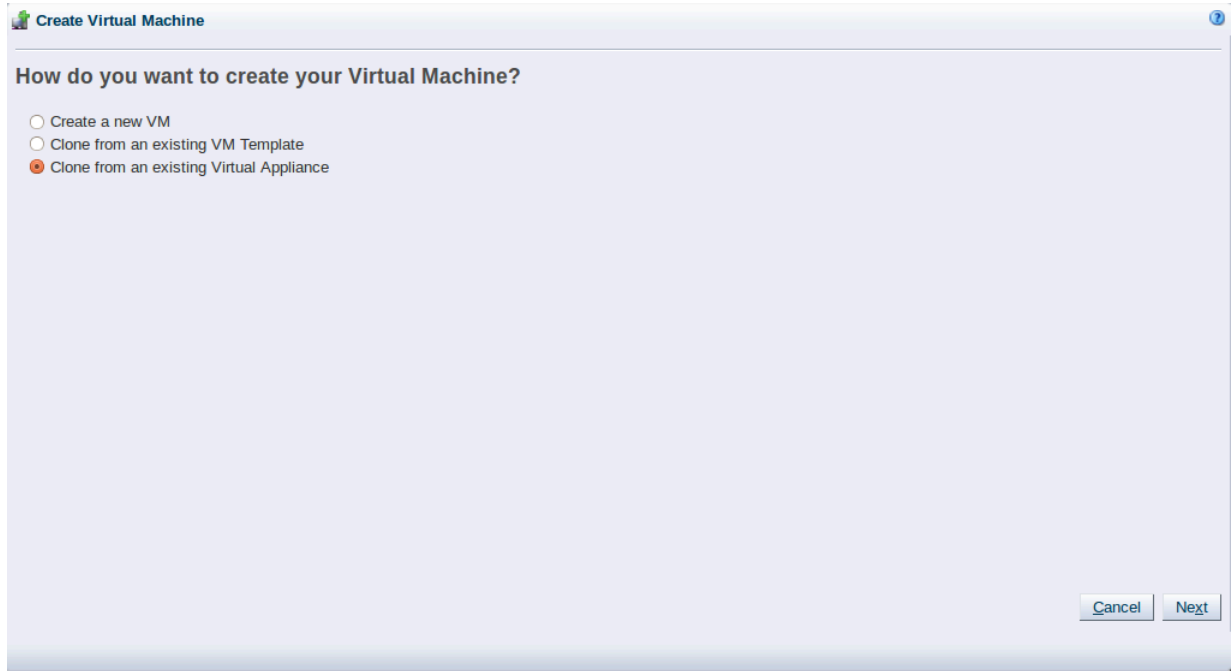 Create Virtual Machine
?
How do you want to create your Virtual Machine?
Create a new VM
Clone from an existing VM Template
Clone from an existing Virtual Appliance
Cancel Next